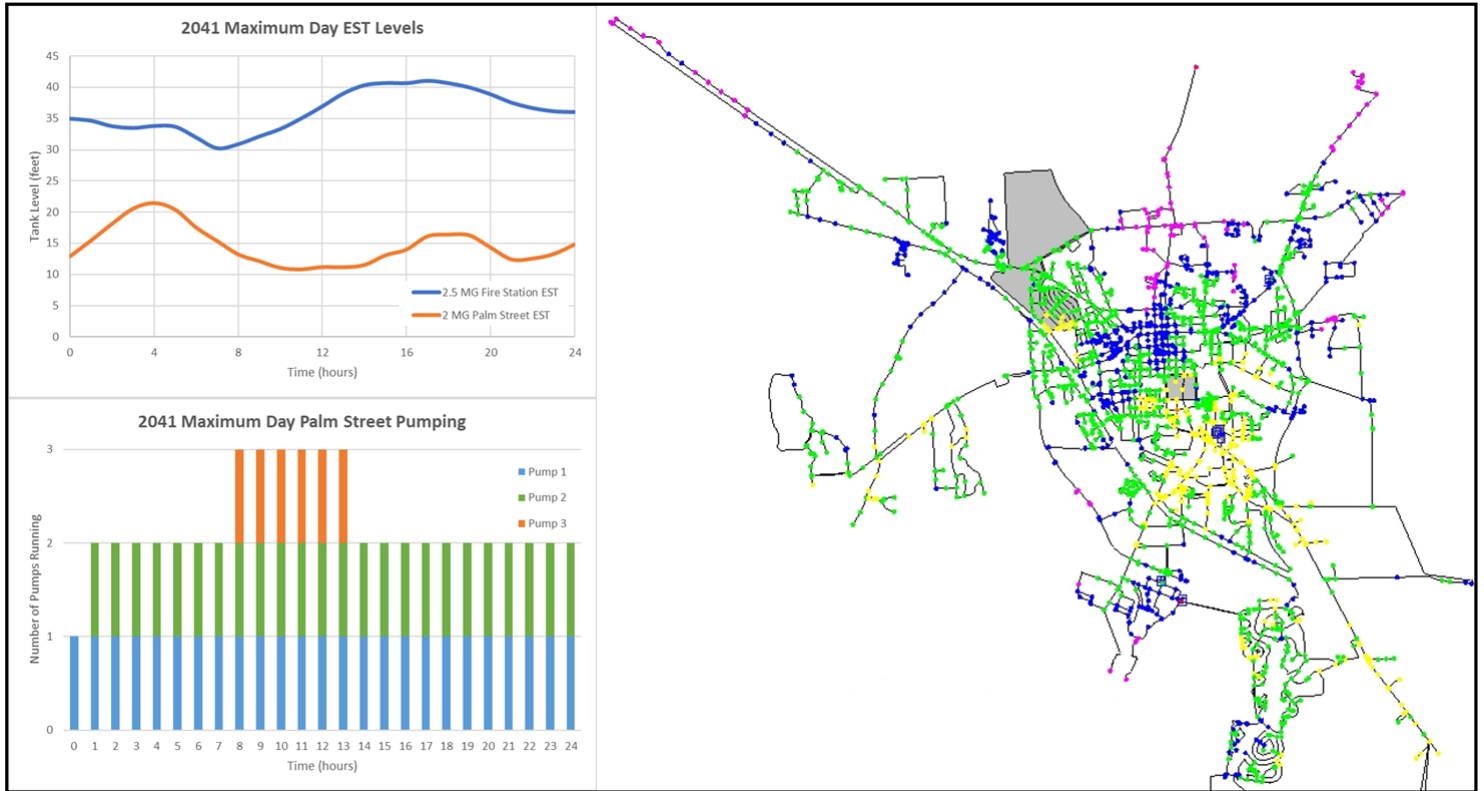 2041 Maximum Day EST Levels
45
40
35
30
25
20
15
10
5
0
Tank Level (feet)
2.5 MG Fire Station EST
2 MG Palm Street EST
0 4 8 12 16 20 24
Time (hours)
2041 Maximum Day Palm Street Pumping
3
2
1
0
Number of Pumps Running
Pump 1
Pump 2
Pump 3
0 1 2 3 4 5 6 7 8 9 10 11 12 13 14 15 16 17 18 19 20 21 22 23 24
Time (hours)